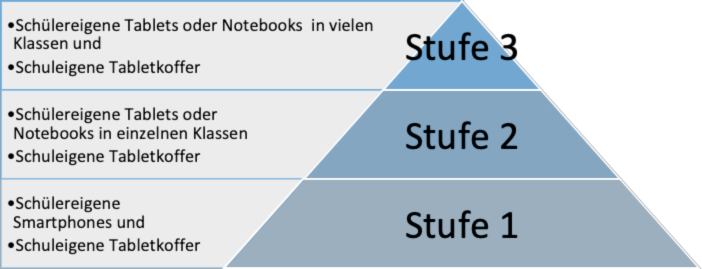 •Schülereigene Tablets oder Notebooks in vielen
Klassen und
•Schuleigene Tabletkoffer
Stufe 3
•Schülereigene Tablets oder
Notebooks in einzelnen Klassen
•Schuleigene Tabletkoffer
Stufe 2
•Schülereigene
Smartphones und
•Schuleigene Tabletkoffer
Stufe 1